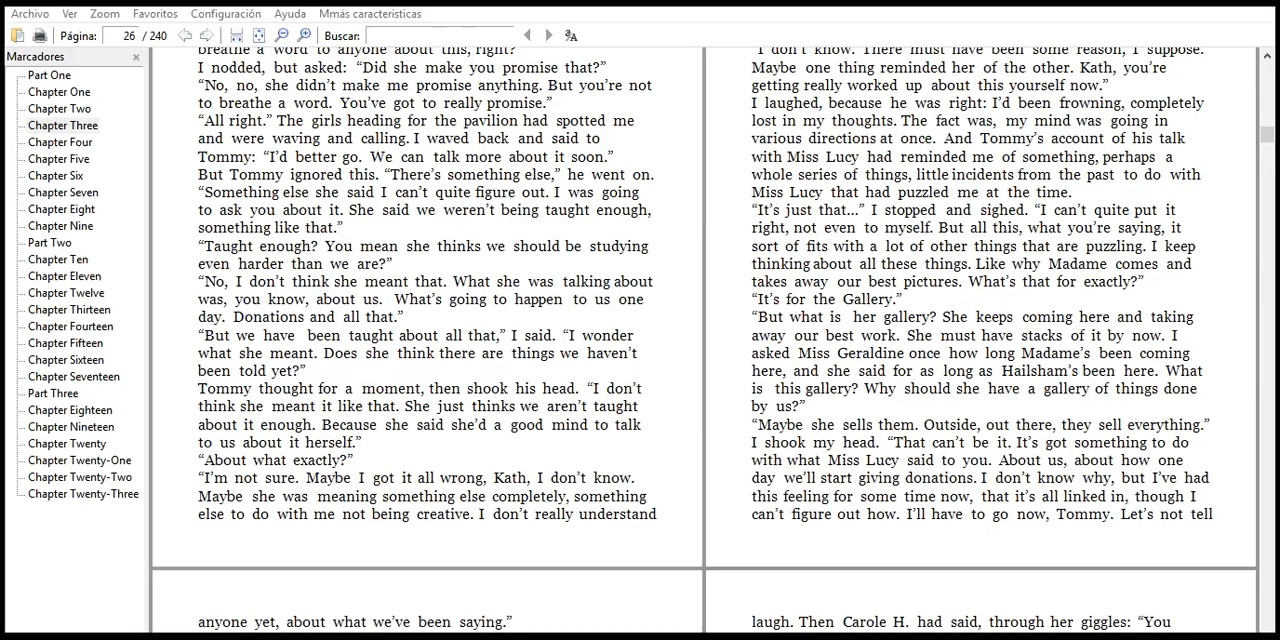 Archivo Ver Zoom Favoritos Configuración Ayuda Mmás caracteristicas
Página: 26 / 240 Buscar:
Marcadores
Part One
Chapter One
Chapter Two
Chapter Three
Chapter Four
Chapter Five
Chapter Six
Chapter Seven
Chapter Eight
Chapter Nine
Part Two
Chapter Ten
Chapter Eleven
Chapter Twelve
Chapter Thirteen
Chapter Fourteen
Chapter Fifteen
Chapter Sixteen
Chapter Seventeen
Part Three
Chapter Eighteen
Chapter Nineteen
Chapter Twenty
Chapter Twenty-One
Chapter Twenty-Two
Chapter Twenty-Three
breathe a word to anyone about this, right?
I nodded, but asked: “Did she make you promise that?”
“No, no, she didn’t make me promise anything. But you’re not
to breathe a word. You’ve got to really promise.”
“All right.” The girls heading for the pavilion had spotted me
and were waving and calling. I waved back and said to
Tommy: “I’d better go. We can talk more about it soon.”
But Tommy ignored this. “There’s something else,” he went on.
“Something else she said I can’t quite figure out. I was going
to ask you about it. She said we weren’t being taught enough,
something like that.”
“Taught enough? You mean she thinks we should be studying
even harder than we are?”
“No, I don’t think she meant that. What she was talking about
was, you know, about us. What’s going to happen to us one
day. Donations and all that.”
“But we have been taught about all that,” I said. “I wonder
what she meant. Does she think there are things we haven’t
been told yet?”
Tommy thought for a moment, then shook his head. “I don’t
think she meant it like that. She just thinks we aren’t taught
about it enough. Because she said she’d a good mind to talk
to us about it herself.”
“About what exactly?”
“I’m not sure. Maybe I got it all wrong, Kath, I don’t know.
Maybe she was meaning something else completely, something
else to do with me not being creative. I don’t really understand
I don’t know. There must have been some reason, I suppose.
Maybe one thing reminded her of the other. Kath, you’re
getting really worked up about this yourself now.”
I laughed, because he was right: I’d been frowning, completely
lost in my thoughts. The fact was, my mind was going in
various directions at once. And Tommy’s account of his talk
with Miss Lucy had reminded me of something, perhaps a
whole series of things, little incidents from the past to do with
Miss Lucy that had puzzled me at the time.
“It’s just that...” I stopped and sighed. “I can’t quite put it
right, not even to myself. But all this, what you’re saying, it
sort of fits with a lot of other things that are puzzling. I keep
thinking about all these things. Like why Madame comes and
takes away our best pictures. What’s that for exactly?”
“It’s for the Gallery.”
“But what is her gallery? She keeps coming here and taking
away our best work. She must have stacks of it by now. I
asked Miss Geraldine once how long Madame’s been coming
here, and she said for as long as Hailsham’s been here. What
is this gallery? Why should she have a gallery of things done
by us?”
“Maybe she sells them. Outside, out there, they sell everything.”
I shook my head. “That can’t be it. It’s got something to do
with what Miss Lucy said to you. About us, about how one
day we’ll start giving donations. I don’t know why, but I’ve had
this feeling for some time now, that it’s all linked in, though I
can’t figure out how. I’ll have to go now, Tommy. Let’s not tell
anyone yet, about what we’ve been saying.”
laugh. Then Carole H. had said, through her giggles: “You